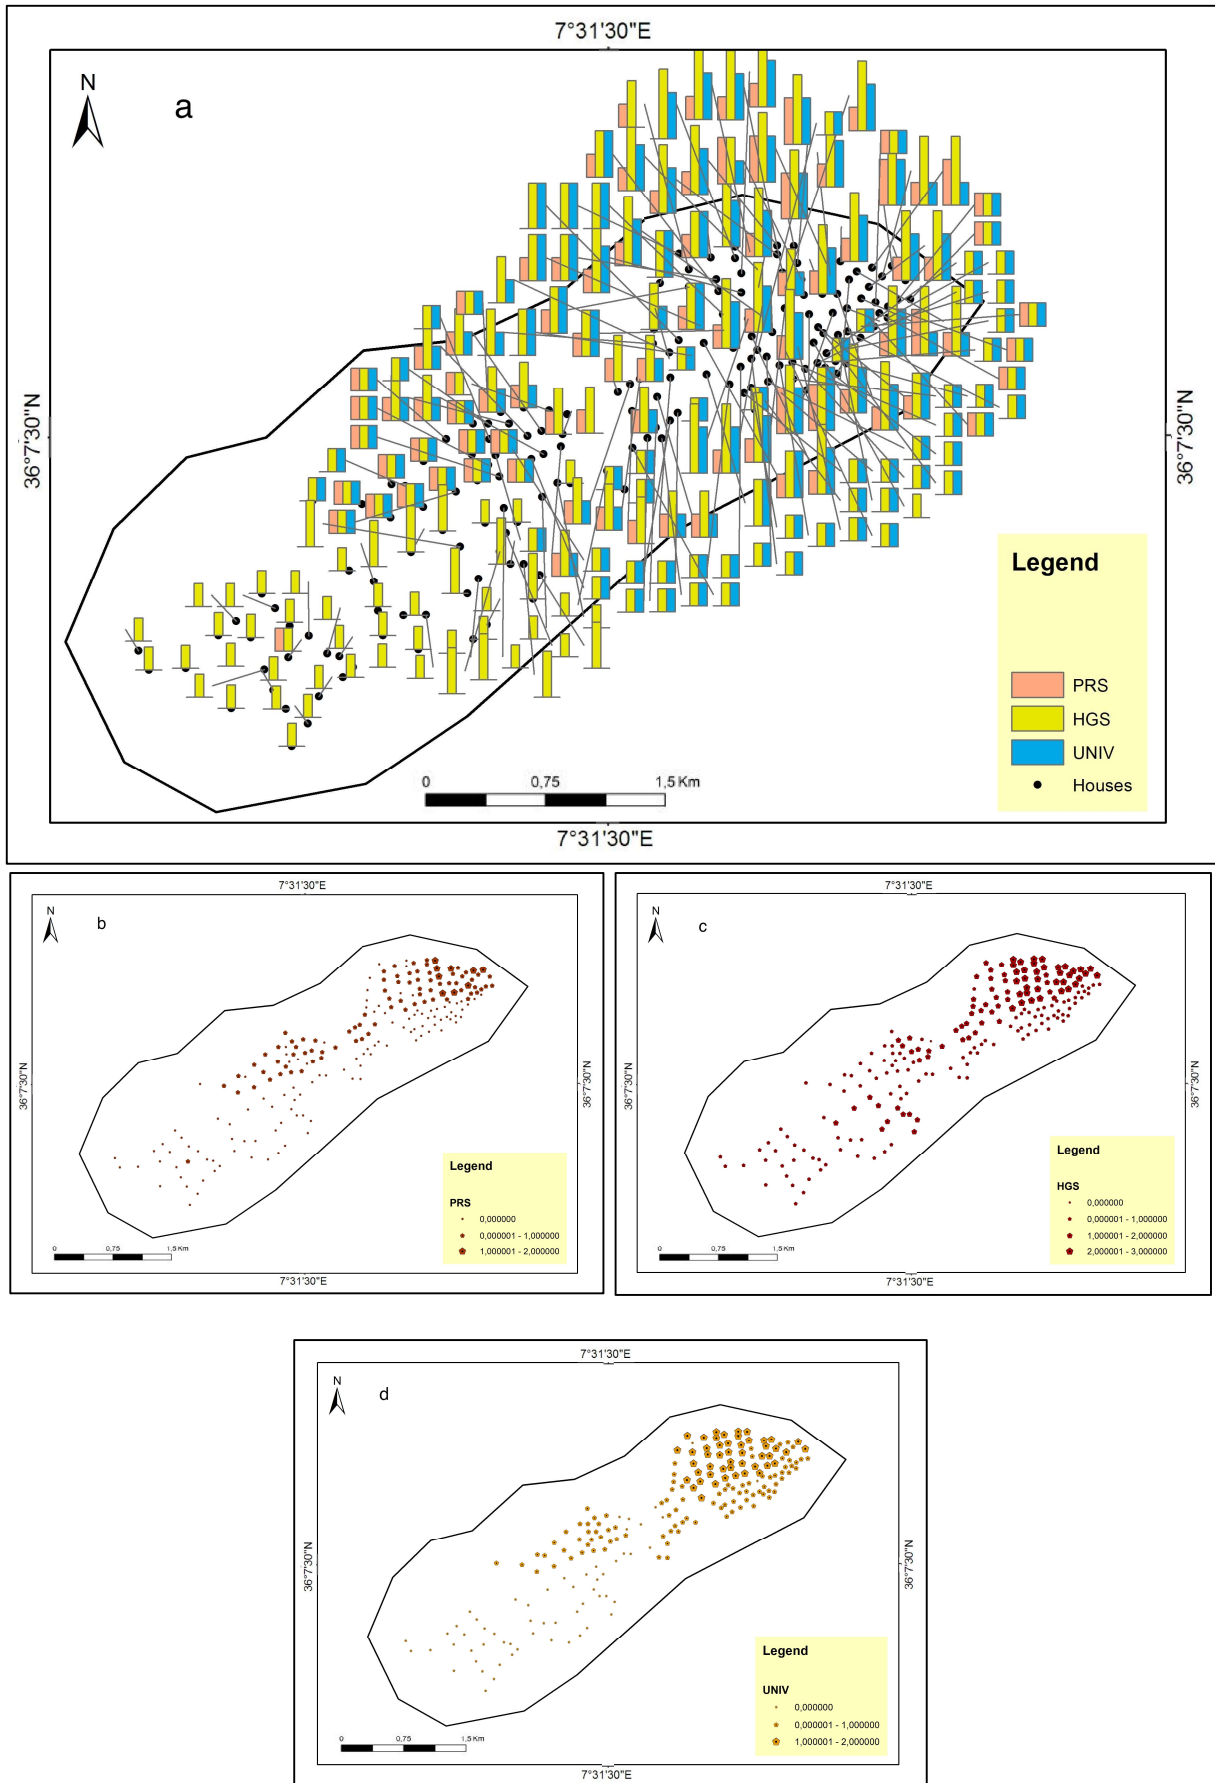 7°31'30"E
N
a
36°7'30"N
36°7'30"N
Legend
PRS
HGS
UNIV
Houses
0 0,75 1,5 Km
7°31'30"E
7°31'30"E
N
b
36°7'30"N
36°7'30"N
Legend
PRS
0,000000
0,000001 - 1,000000
1,000001 - 2,000000
0 0,75 1,5 Km
7°31'30"E
7°31'30"E
N
c
36°7'30"N
36°7'30"N
Legend
HGS
0,000000
0,000001 - 1,000000
1,000001 - 2,000000
2,000001 - 3,000000
0 0,75 1,5 Km
7°31'30"E
7°31'30"E
N
d
36°7'30"N
36°7'30"N
Legend
UNIV
0,000000
0,000001 - 1,000000
1,000001 - 2,000000
0 0,75 1,5 Km
7°31'30"E